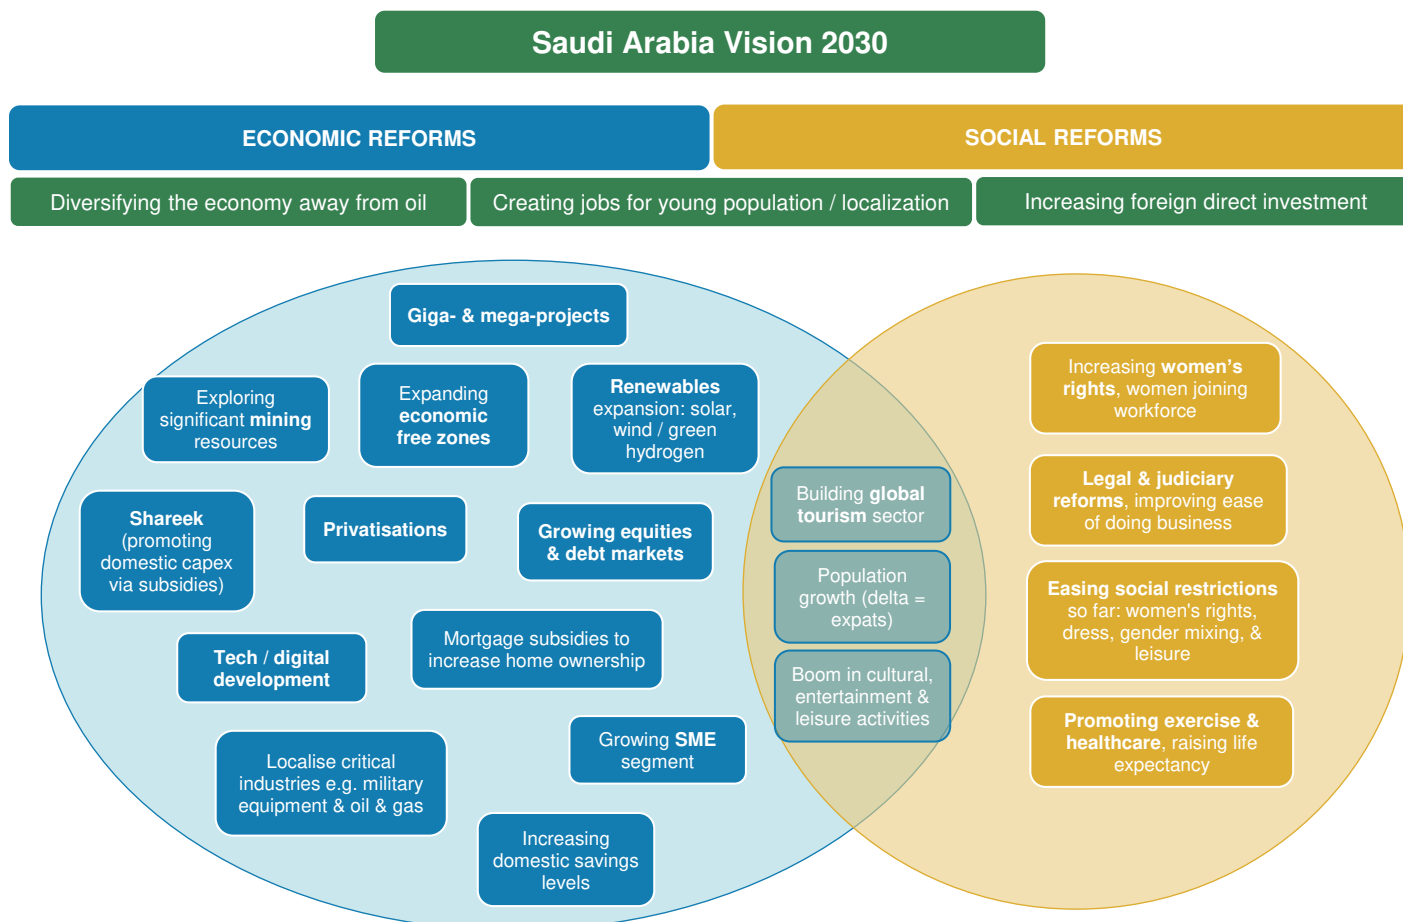 Saudi Arabia Vision 2030
ECONOMIC REFORMS
SOCIAL REFORMS
Diversifying the economy away from oil
Creating jobs for young population / localization
Increasing foreign direct investment
Giga- & mega-projects
Exploring
significant mining
resources
Expanding
economic
free zones
Renewables
expansion: solar,
wind / green
hydrogen
Shareek
(promoting
domestic capex
via subsidies)
Privatisations
Growing equities
& debt markets
Tech / digital
development
Mortgage subsidies to
increase home ownership
Localise critical
industries e.g. military
equipment & oil & gas
Growing SME
segment
Increasing
domestic savings
levels
Building global
tourism sector
Population
growth (delta =
expats)
Boom in cultural,
entertainment &
leisure activities
Increasing women's
rights, women joining
workforce
Legal & judiciary
reforms, improving ease
of doing business
Easing social restrictions
so far: women's rights,
dress, gender mixing, &
leisure
Promoting exercise &
healthcare, raising life
expectancy